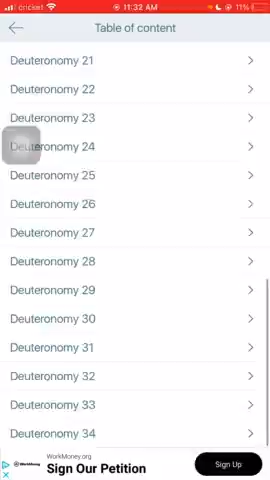 cricket 11:32 AM 11%
Table of content
Deuteronomy 21
Deuteronomy 22
Deuteronomy 23
Deuteronomy 24
Deuteronomy 25
Deuteronomy 26
Deuteronomy 27
Deuteronomy 28
Deuteronomy 29
Deuteronomy 30
Deuteronomy 31
Deuteronomy 32
Deuteronomy 33
Deuteronomy 34
WorkMoney
WorkMoney.org
Sign Our Petition
Sign Up